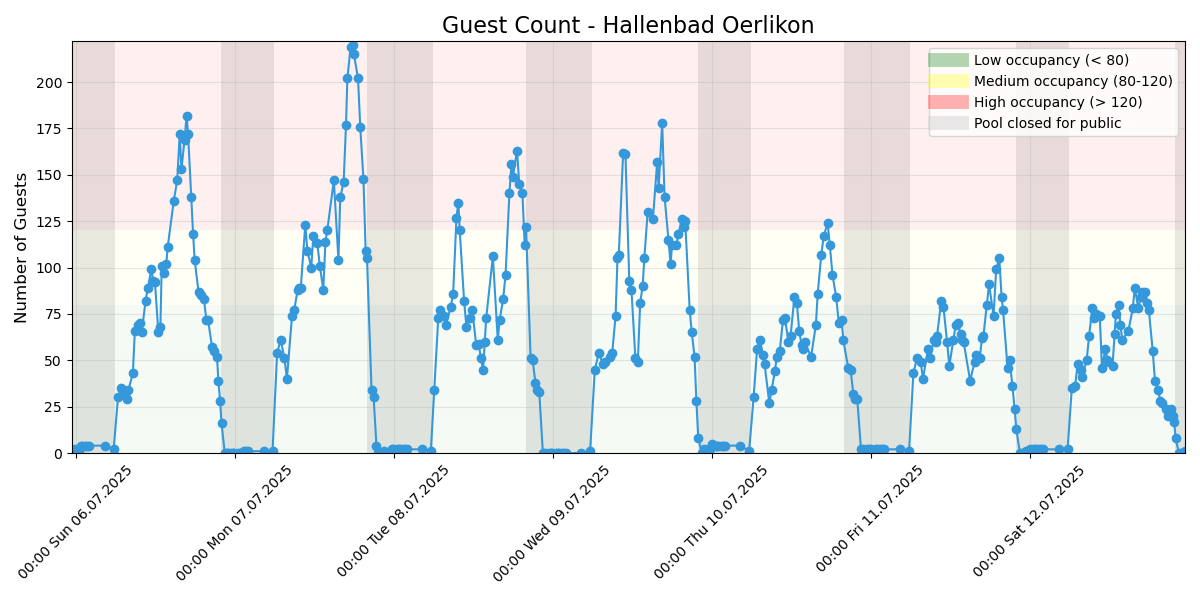 Guest Count - Hallenbad Oerlikon
Number of Guests
200
175
150
125
100
75
50
25
0
Low occupancy (< 80)
Medium occupancy (80-120)
High occupancy (> 120)
Pool closed for public
00:00 Sun 06.07.2025
00:00 Mon 07.07.2025
00:00 Tue 08.07.2025
00:00 Wed 09.07.2025
00:00 Thu 10.07.2025
00:00 Fri 11.07.2025
00:00 Sat 12.07.2025